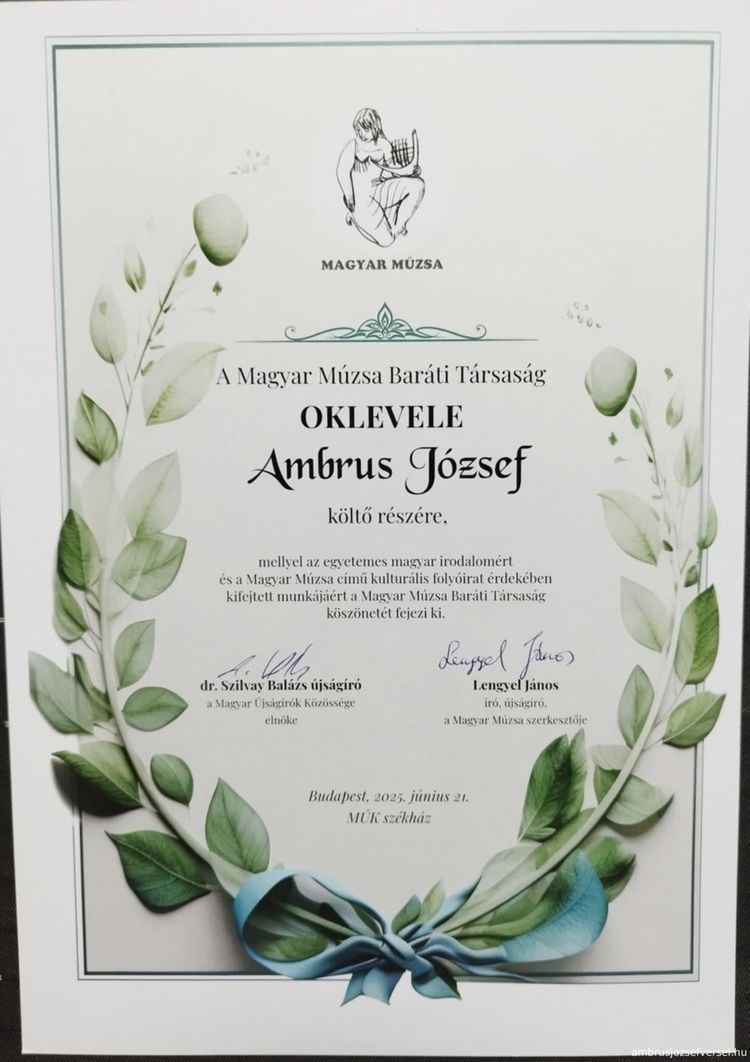 MAGYAR MÚZSA
A Magyar Múzsa Baráti Társaság
OKLEVELE
Ambrus József
költő részére,
mellyel az egyetemes magyar irodalomért
és a Magyar Múzsa című kulturális folyóirat érdekében
kifejtett munkájáért a Magyar Múzsa Baráti Társaság
köszönetét fejezi ki.
Lengyel János
dr. Szilvay Balázs újságíró
a Magyar Újságírók Közössége
elnöke
Lengyel János
író, újságíró,
a Magyar Múzsa szerkesztője
Budapest, 2025. június 21.
MÚK székház
ambrusjozsefversei.hu